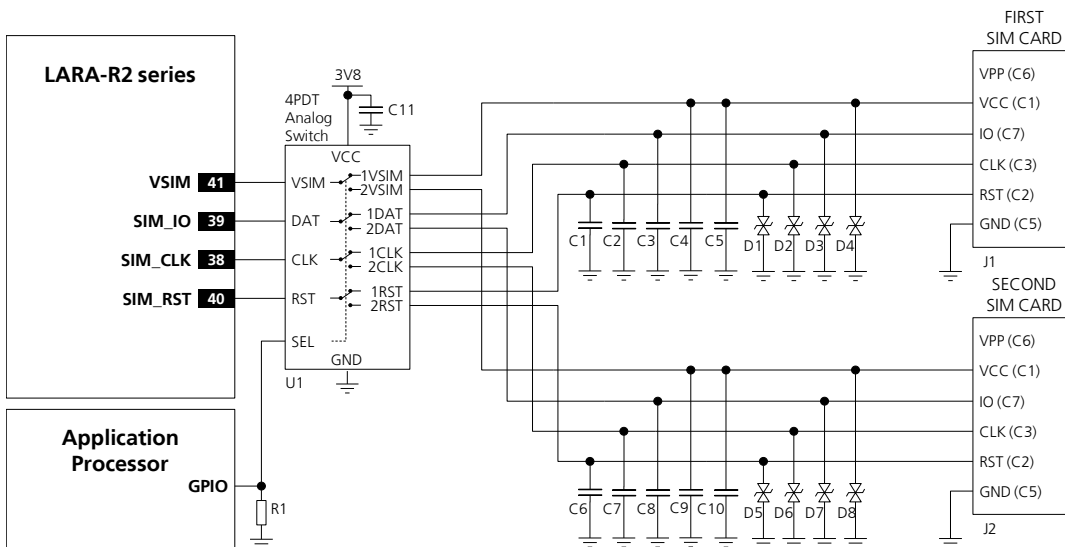 FIRST
SIM CARD
LARA-R2 series
3V8
4PDT
Analog
Switch
C11
VCC
VSIM 41
SIM_IO 39
SIM_CLK 38
SIM_RST 40
VSIM
DAT
CLK
RST
SEL
GND
U1
1VSIM
2VSIM
1DAT
2DAT
1CLK
2CLK
1RST
2RST
C1 C2 C3 C4 C5 D1 D2 D3 D4
VPP (C6)
VCC (C1)
IO (C7)
CLK (C3)
RST (C2)
GND (C5)
J1
SECOND
SIM CARD
VPP (C6)
VCC (C1)
IO (C7)
CLK (C3)
RST (C2)
GND (C5)
J2
C6 C7 C8 C9 C10 D5 D6 D7 D8
Application
Processor
GPIO
R1